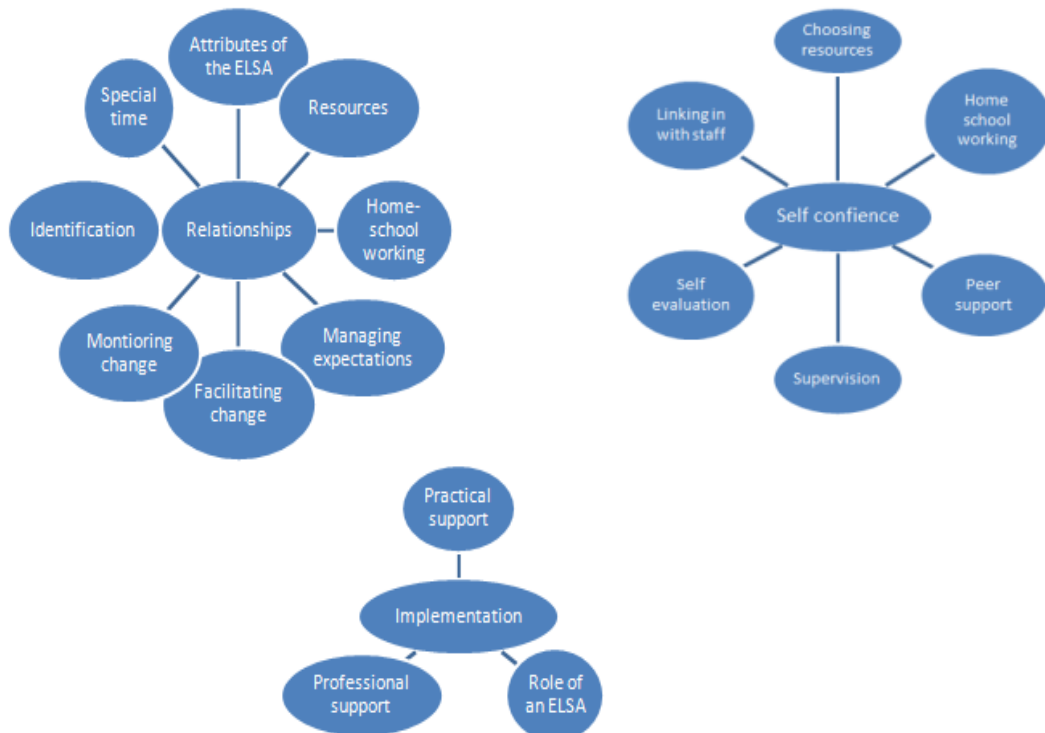 Attributes of
the ELSA
Special
time
Resources
Identification
Relationships
Home-
school
working
Montioring
change
Managing
expectations
Facilitating
change
Choosing
resources
Linking in
with staff
Home
school
working
Self confience
Self
evaluation
Peer
support
Supervision
Practical
support
Implementation
Professional
support
Role of
an ELSA